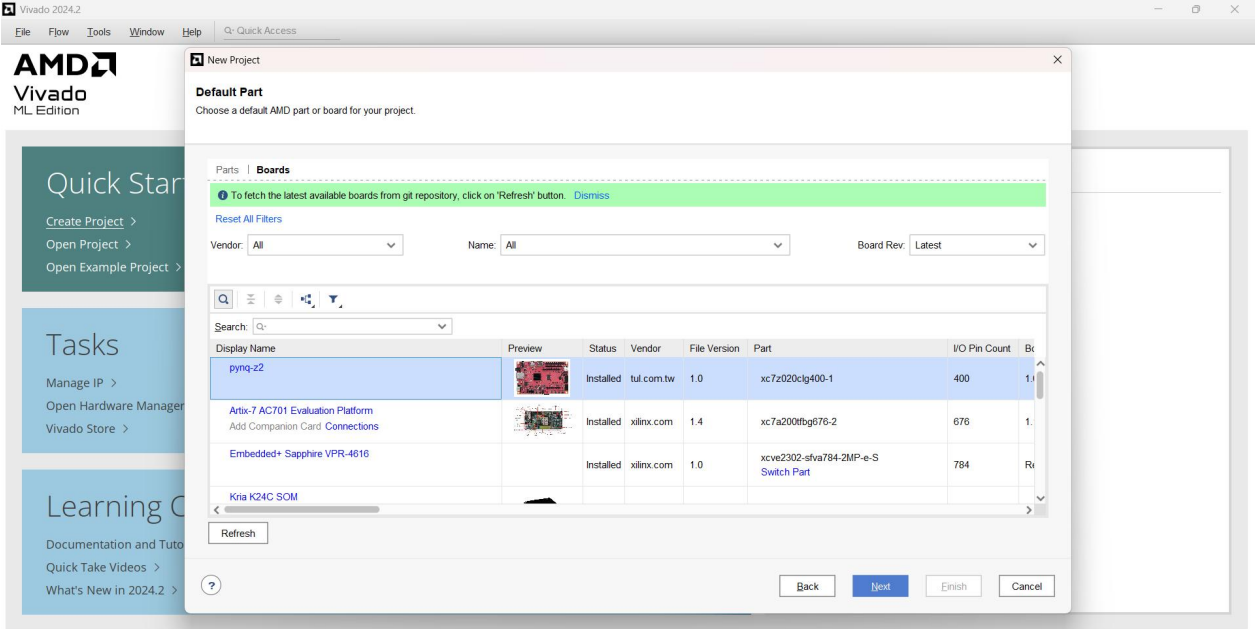 Vivado 2024.2
File Flow Tools Window Help Quick Access
AMD
Vivado
ML Edition
New Project
Default Part
Choose a default AMD part or board for your project.
Parts | Boards
To fetch the latest available boards from git repository, click on 'Refresh' button. Dismiss
Reset All Filters
Vendor: All Name: All Board Rev: Latest
Search:
Display Name Preview Status Vendor File Version Part I/O Pin Count Bo
pynq-z2 Installed tul.com.tw 1.0 xc7z020clg400-1 400 1.
Artix-7 AC701 Evaluation Platform
Add Companion Card Connections
Installed xilinx.com 1.4 xc7a200tfbg676-2 676 1.
Embedded+ Sapphire VPR-4616
Installed xilinx.com 1.0 xcve2302-sfva784-2MP-e-S 784 Re
Switch Part
Kria K24C SOM
Refresh
? Back Next Finish Cancel
Quick Star
Create Project >
Open Project >
Open Example Project >
Tasks
Manage IP >
Open Hardware Manager
Vivado Store >
Learning C
Documentation and Tuto
Quick Take Videos >
What's New in 2024.2 >